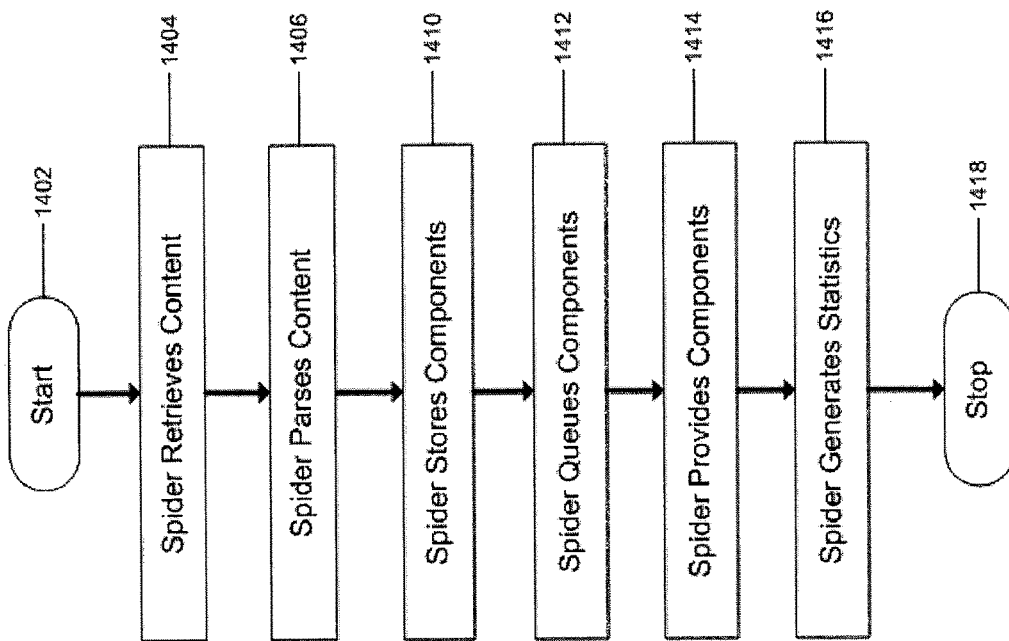 Start
1402
Spider Retrieves Content
1404
Spider Parses Content
1406
Spider Stores Components
1410
Spider Queues Components
1412
Spider Provides Components
1414
Spider Generates Statistics
1416
Stop
1418